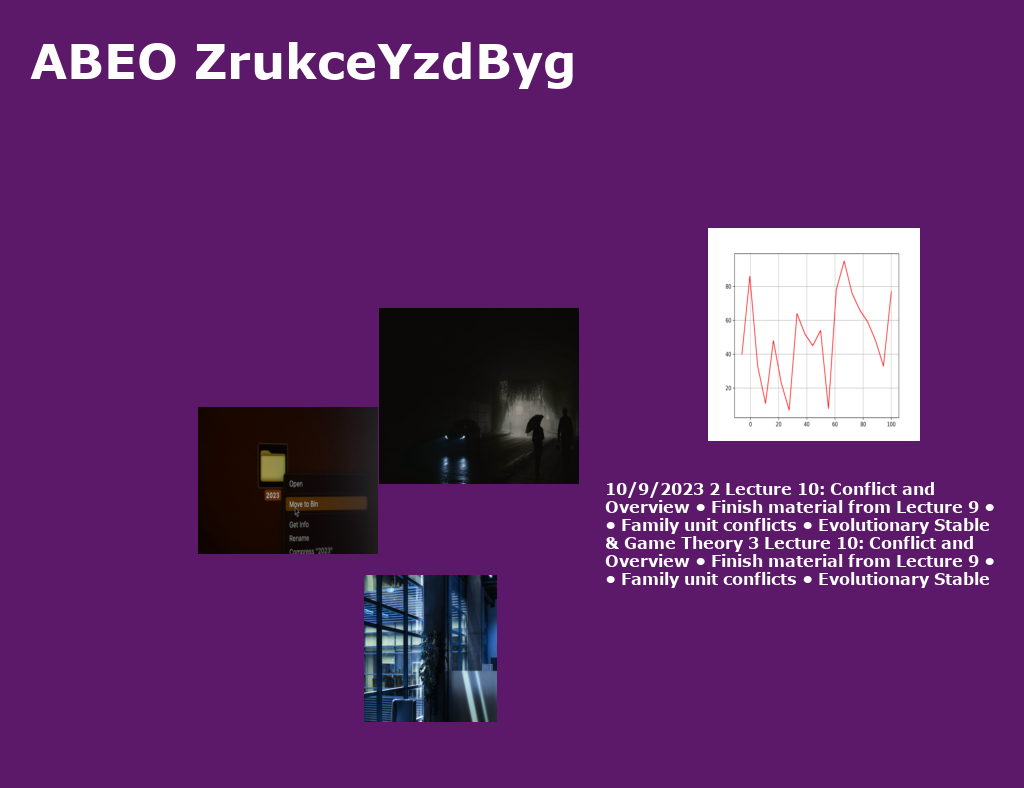 ABEO ZrukceYzdByg
80
60
40
20
0 20 40 60 80 100
Open
2023
Move to Bin
Get Info
Rename
Compress "2023"
10/9/2023 2 Lecture 10: Conflict and
Overview • Finish material from Lecture 9 •
• Family unit conflicts • Evolutionary Stable
& Game Theory 3 Lecture 10: Conflict and
Overview • Finish material from Lecture 9 •
• Family unit conflicts • Evolutionary Stable